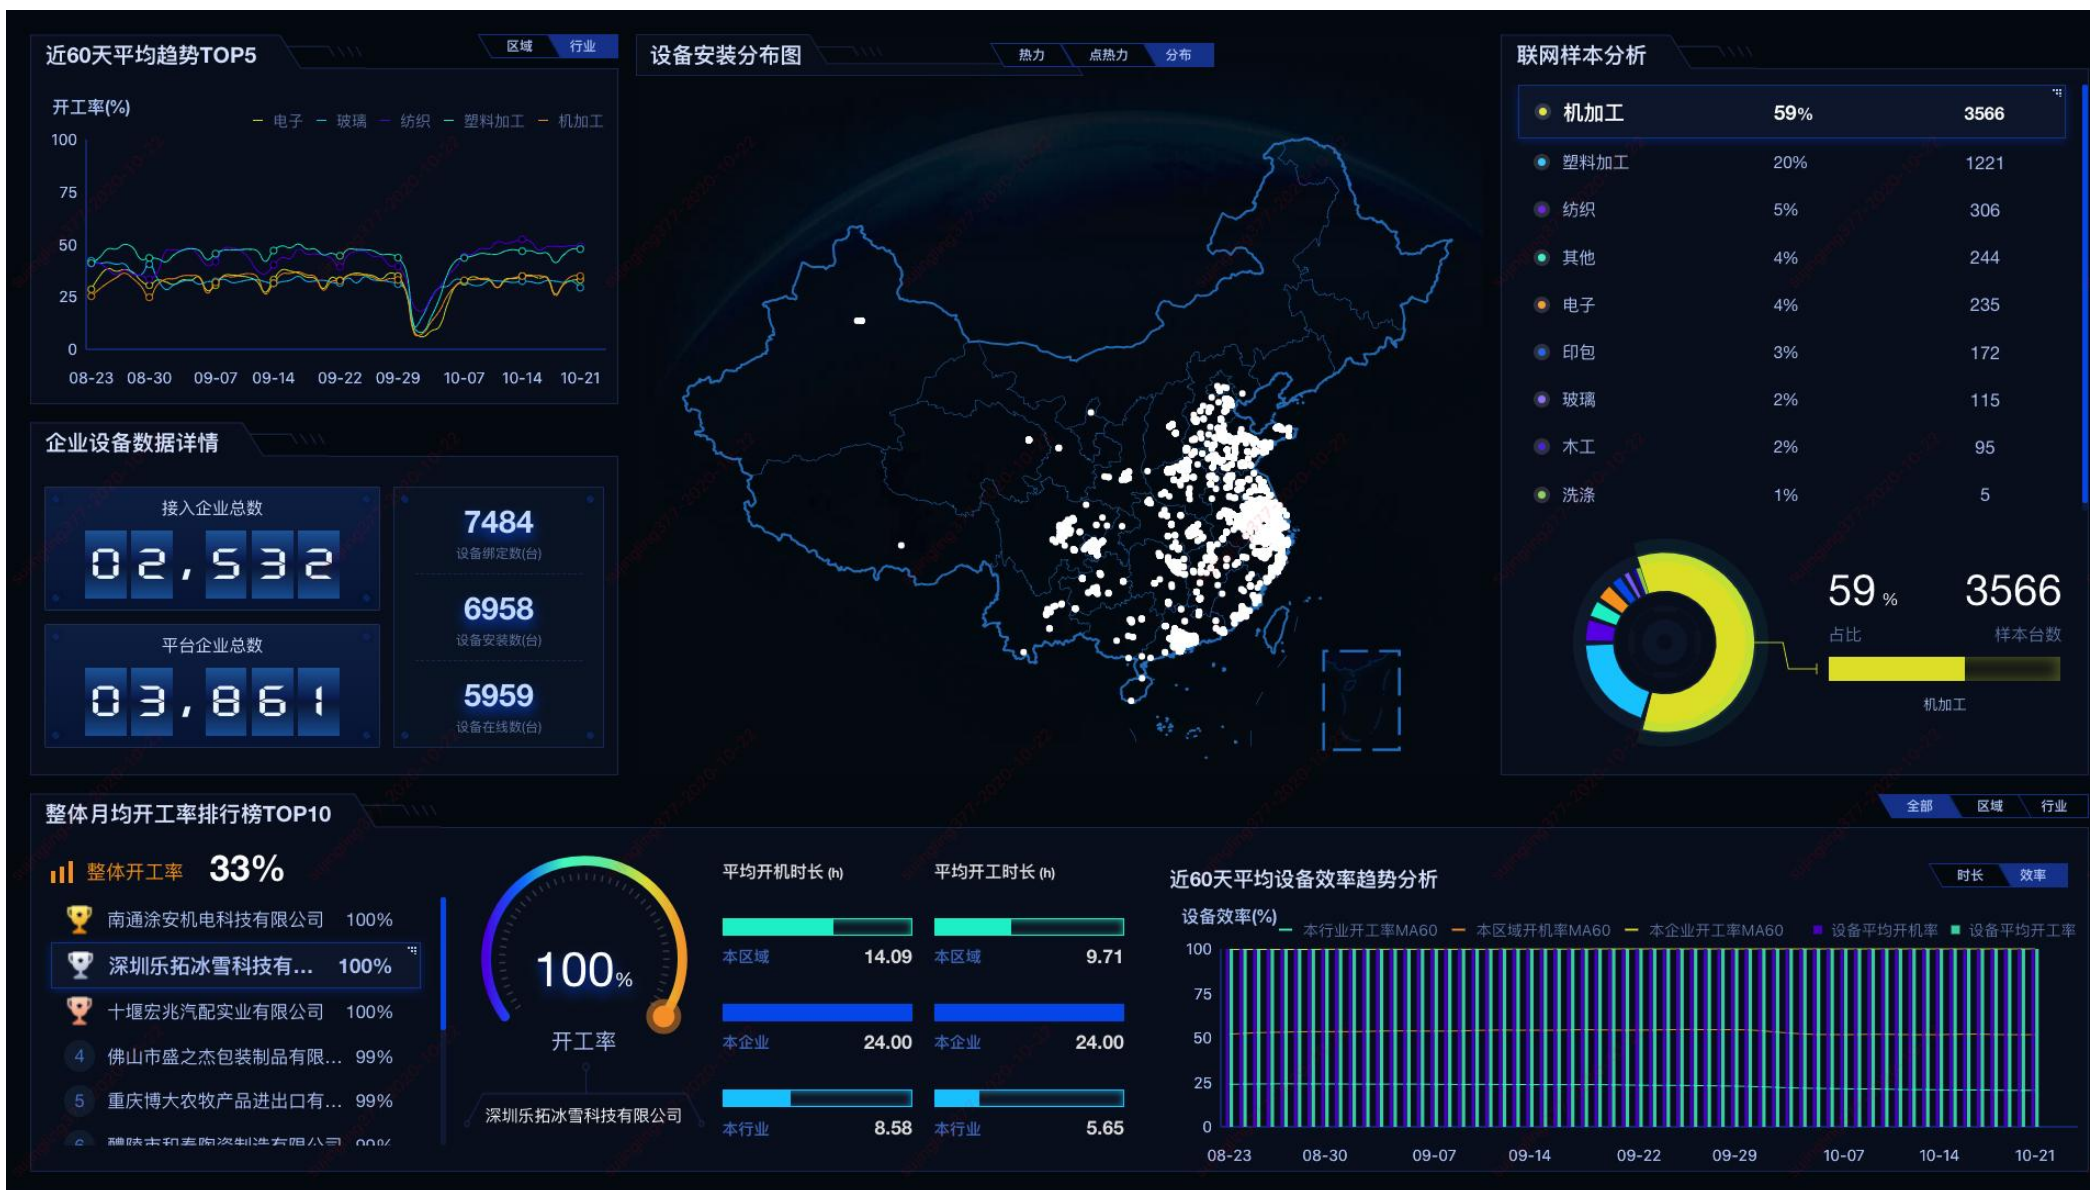 近60天平均趋势TOP5
区域 行业
开工率(%)
电子 玻璃 纺织 塑料加工 机加工
100
75
50
25
0
08-23 08-30 09-07 09-14 09-22 09-29 10-07 10-14 10-21
企业设备数据详情
接入企业总数
02,532
平台企业总数
03,861
7484
设备绑定数(台)
6958
设备安装数(台)
5959
设备在线数(台)
设备安装分布图
热力 点热力 分布
联网样本分析
机加工 59% 3566
塑料加工 20% 1221
纺织 5% 306
其他 4% 244
电子 4% 235
印包 3% 172
玻璃 2% 115
木工 2% 95
洗涤 1% 5
59% 3566
占比 样本台数
机加工
整体月均开工率排行榜TOP10
全部 区域 行业
整体开工率 33%
南通涂安机电科技有限公司 100%
深圳乐拓冰雪科技有... 100%
十堰宏兆汽配实业有限公司 100%
4 佛山市盛之杰包装制品有限... 99%
5 重庆博大农牧产品进出口有... 99%
100%
开工率
深圳乐拓冰雪科技有限公司
平均开机时长 (h)
本区域 14.09
本企业 24.00
本行业 8.58
平均开工时长 (h)
本区域 9.71
本企业 24.00
本行业 5.65
近60天平均设备效率趋势分析
时长 效率
设备效率(%)
本行业开工率MA60 本区域开机率MA60 本企业开工率MA60 设备平均开机率 设备平均开工率
100
75
50
25
0
08-23 08-30 09-07 09-14 09-22 09-29 10-07 10-14 10-21